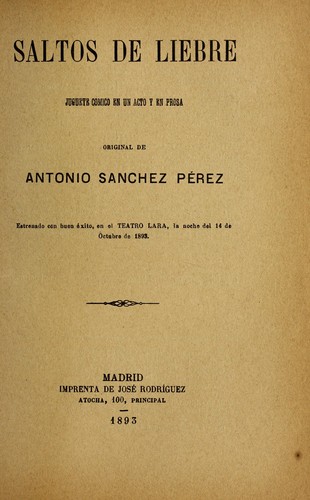 SALTOS DE LIEBRE
JUGUETE COMICO EN UN ACTO Y EN PROSA
ORIGINAL DE
ANTONIO SANCHEZ PÉREZ
Estrenado con buen éxito, en el TEATRO LARA, la noche del 14 de
Octubre de 1893.
MADRID
IMPRENTA DE JOSÉ RODRÍGUEZ
ATOCHA, 100, PRINCIPAL
1893